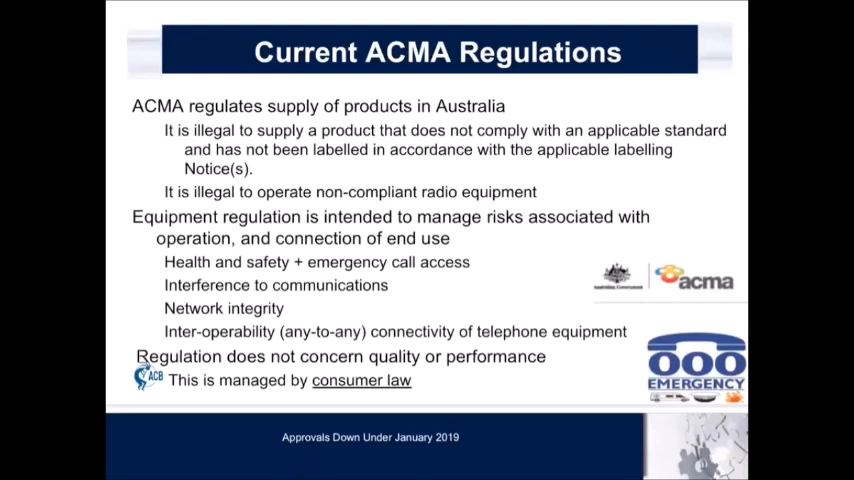 Current ACMA Regulations
ACMA regulates supply of products in Australia
It is illegal to supply a product that does not comply with an applicable standard
and has not been labelled in accordance with the applicable labelling
Notice(s).
It is illegal to operate non-compliant radio equipment
Equipment regulation is intended to manage risks associated with
operation, and connection of end use
Health and safety + emergency call access
Interference to communications
Australian Government
acma
Network integrity
Inter-operability (any-to-any) connectivity of telephone equipment
Regulation does not concern quality or performance
ACB
This is managed by consumer law
000
EMERGENCY
Approvals Down Under January 2019